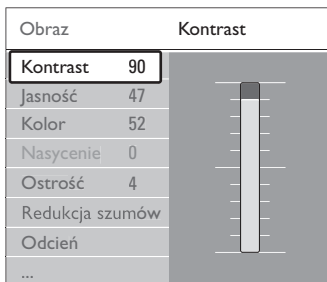 Obraz Kontrast
Kontrast 90
Jasność 47
Kolor 52
Nasycenie 0
Ostrość 4
Redukcja szumów
Odcień
...